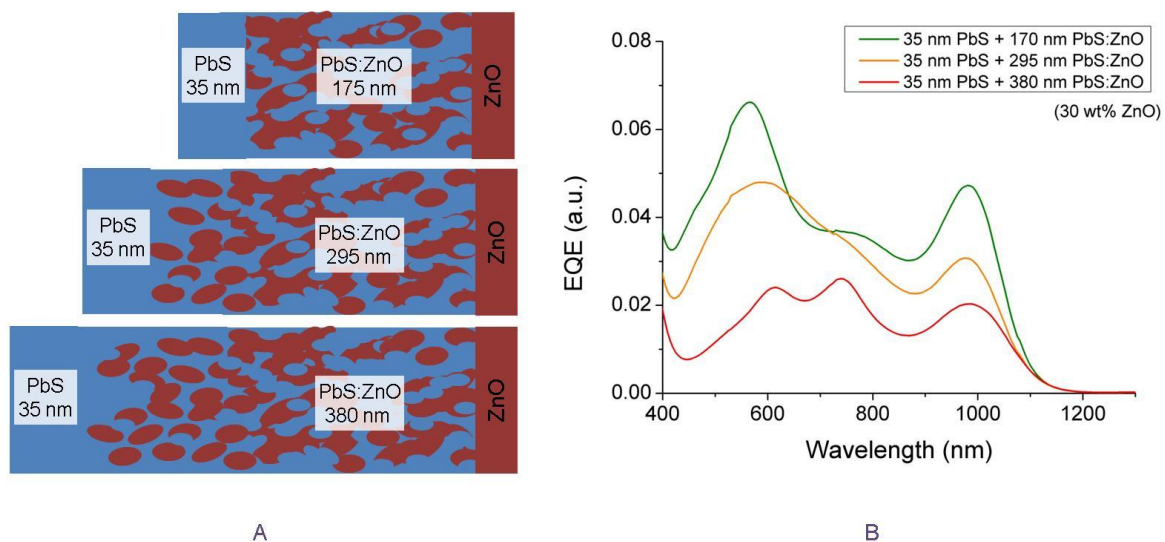 PbS
35 nm
PbS:ZnO
175 nm
ZnO
PbS
35 nm
PbS:ZnO
295 nm
ZnO
PbS
35 nm
PbS:ZnO
380 nm
ZnO
A
0.08
0.06
0.04
0.02
0.00
EQE (a.u.)
35 nm PbS + 170 nm PbS:ZnO
35 nm PbS + 295 nm PbS:ZnO
35 nm PbS + 380 nm PbS:ZnO
(30 wt% ZnO)
400 600 800 1000 1200
Wavelength (nm)
B